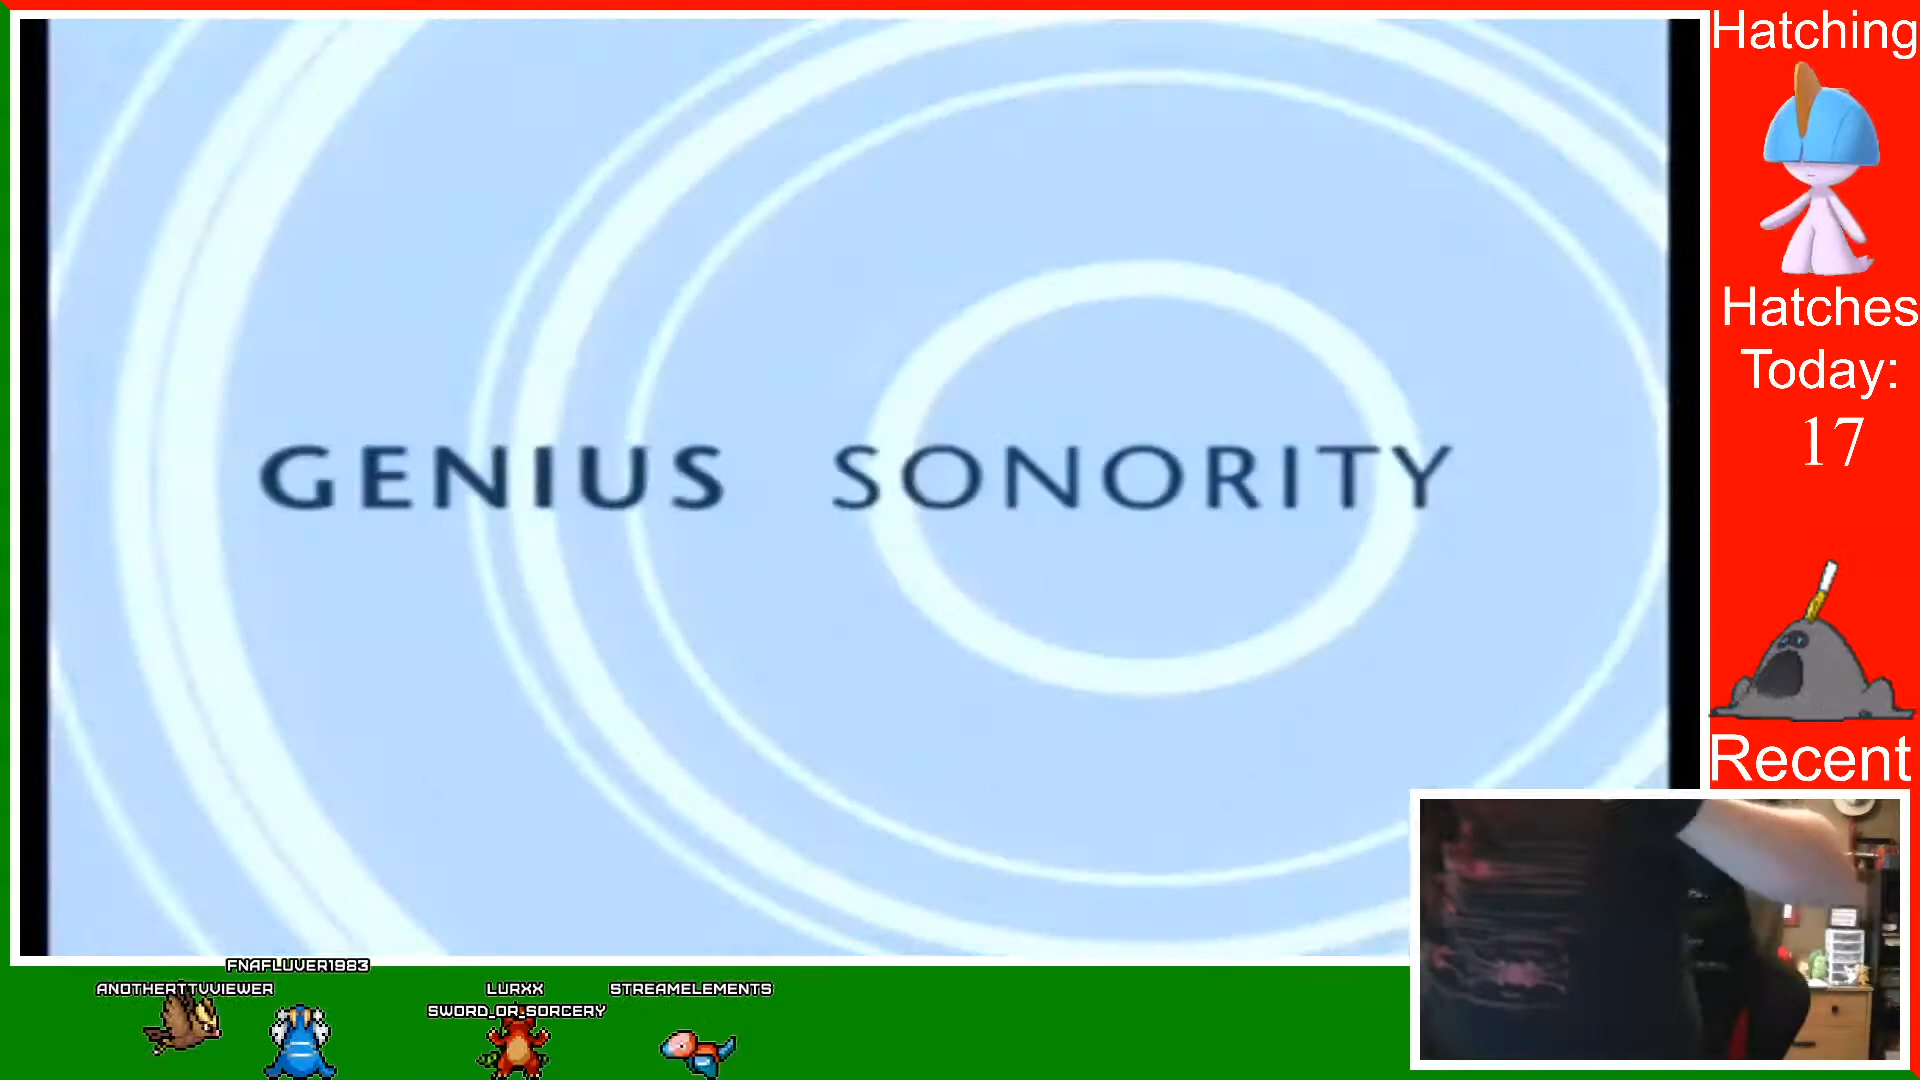 Hatching
GENIUS SONORITY
Hatches
Today:
17
Recent
FNAFLUVER1983
ANOTHERTTVVIEWER
LURXX
STREAMELEMENTS
SWORD_OR_SORCERY